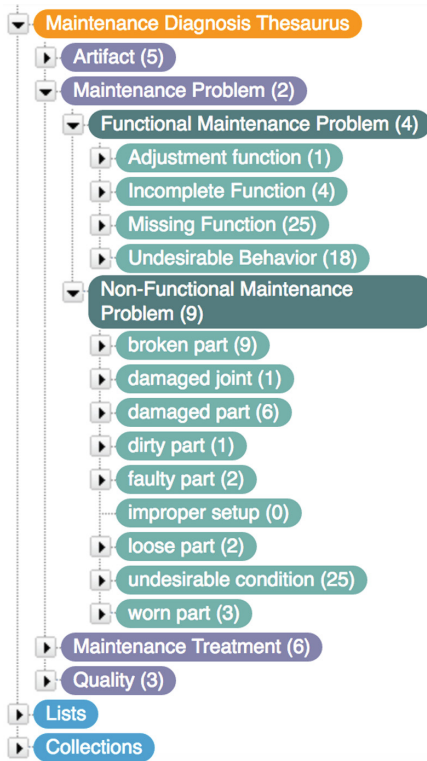 Maintenance Diagnosis Thesaurus
Artifact (5)
Maintenance Problem (2)
Functional Maintenance Problem (4)
Adjustment function (1)
Incomplete Function (4)
Missing Function (25)
Undesirable Behavior (18)
Non-Functional Maintenance
Problem (9)
broken part (9)
damaged joint (1)
damaged part (6)
dirty part (1)
faulty part (2)
improper setup (0)
loose part (2)
undesirable condition (25)
worn part (3)
Maintenance Treatment (6)
Quality (3)
Lists
Collections